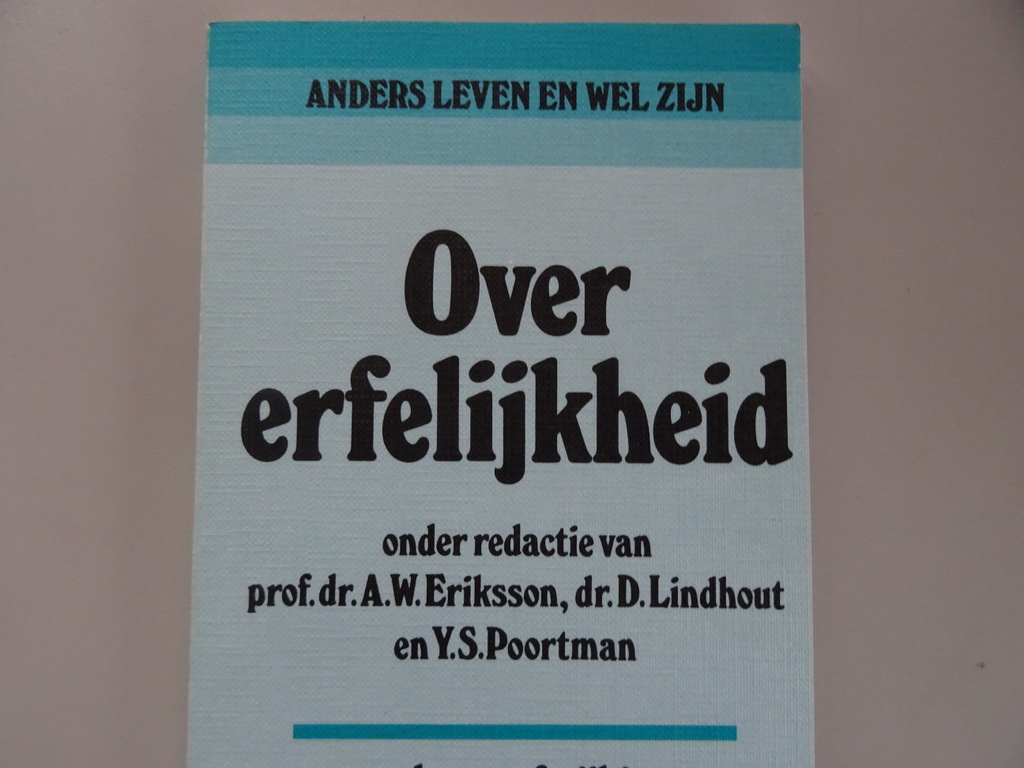 ANDERS LEVEN EN WEL ZIJN
Over
erfelijkheid
onder redactie van
prof. dr. A.W. Eriksson, dr. D. Lindhout
en Y.S. Poortman